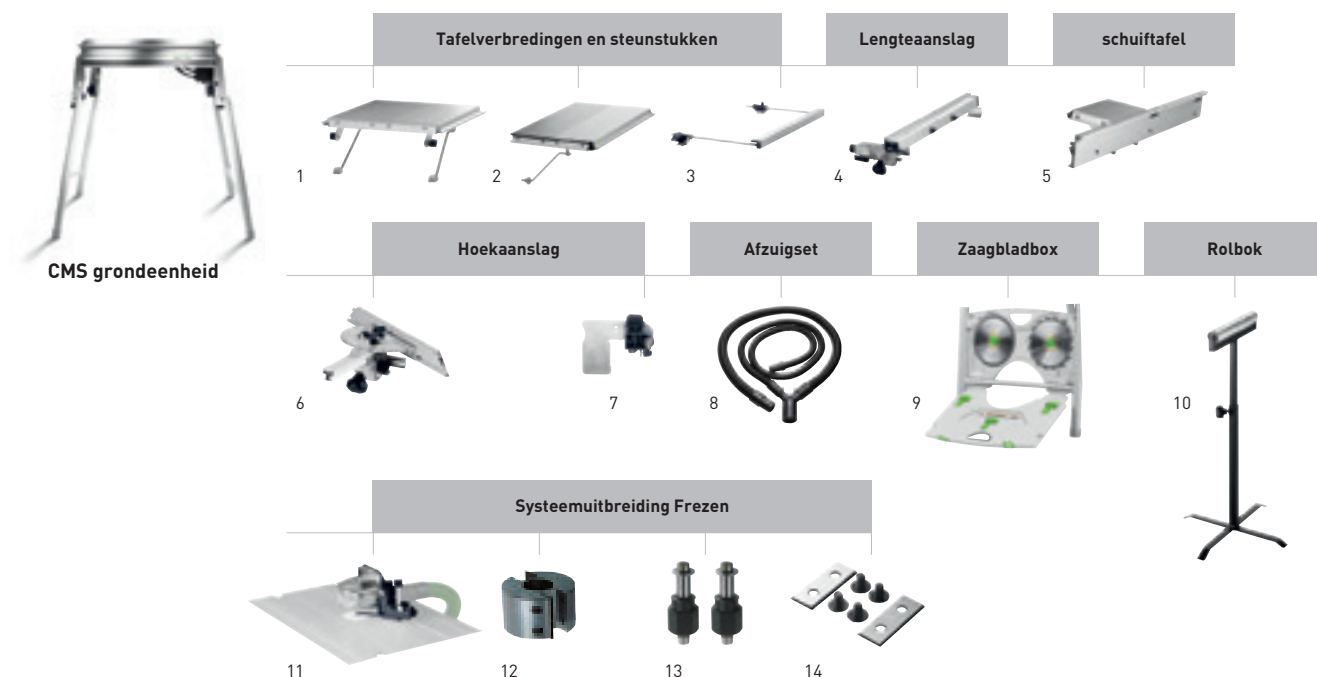 Tafelverbredingen en steunstukken
Lengteaanslag
schuiftafel
1
2
3
4
5
CMS grondeenheid
Hoekaanslag
Afzuigset
Zaagbladbox
Rolbok
6
7
8
9
10
Systeemuitbreiding Frezen
11
12
13
14